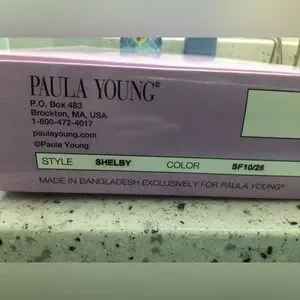 PAULA YOUNG®
P.O. Box 483
Brockton, MA, USA
1-800-472-4017
paulayoung.com
©Paula Young
STYLE SHELBY COLOR SF10/26
MADE IN BANGLADESH EXCLUSIVELY FOR PAULA YOUNG®